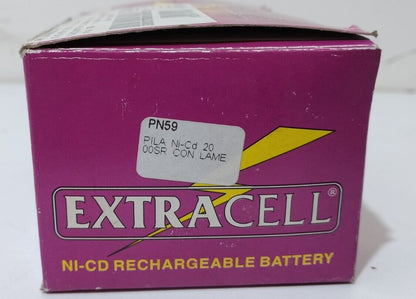 PN59
PILA Ni-Cd 20
00SR CON LAME
EXTRACELL®
NI-CD RECHARGEABLE BATTERY